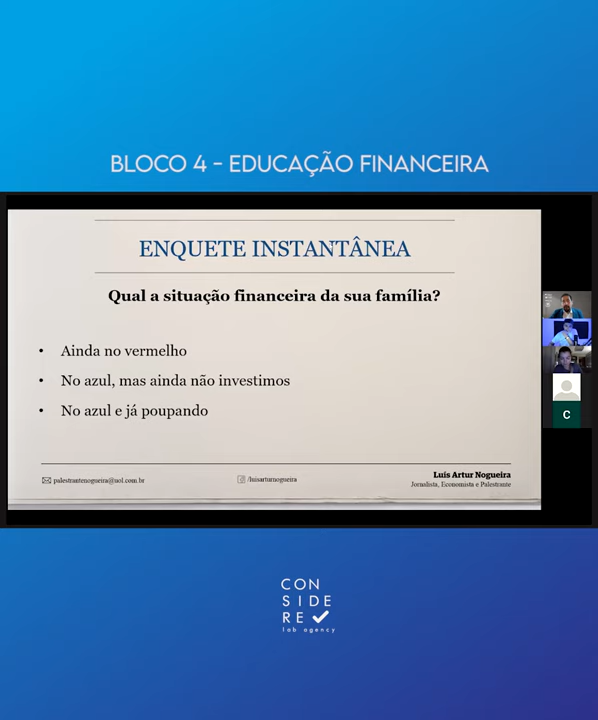 BLOCO 4 - EDUCAÇÃO FINANCEIRA
ENQUETE INSTANTÂNEA
Qual a situação financeira da sua família?
• Ainda no vermelho
• No azul, mas ainda não investimos
• No azul e já poupando
palestrantenogueira@uol.com.br
/luisarturnogueira
Luís Artur Nogueira
Jornalista, Economista e Palestrante
C
CON
SIDE
RE
lab agency